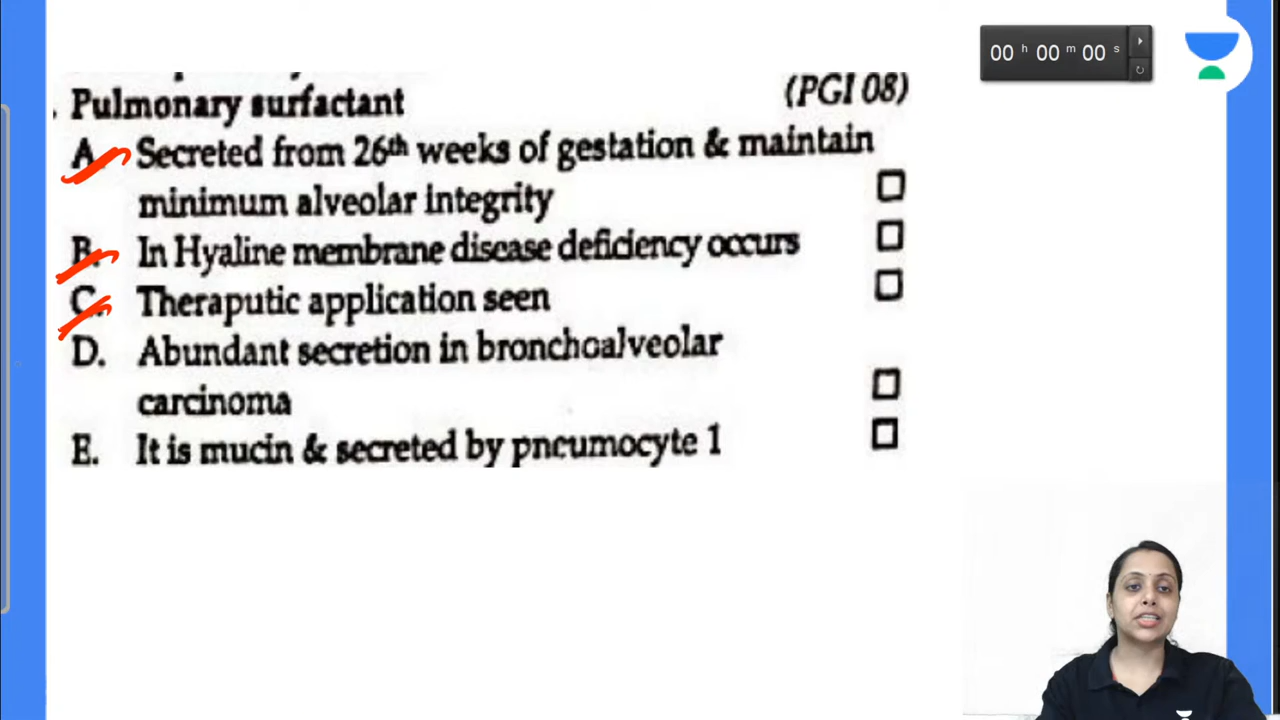 00 h 00 m 00 s
. Pulmonary surfactant (PGI 08)
A. Secreted from 26th weeks of gestation & maintain
minimum alveolar integrity
B. In Hyaline membrane disease deficiency occurs
C. Theraputic application seen
D. Abundant secretion in bronchoalveolar
carcinoma
E. It is mucin & secreted by pneumocyte 1